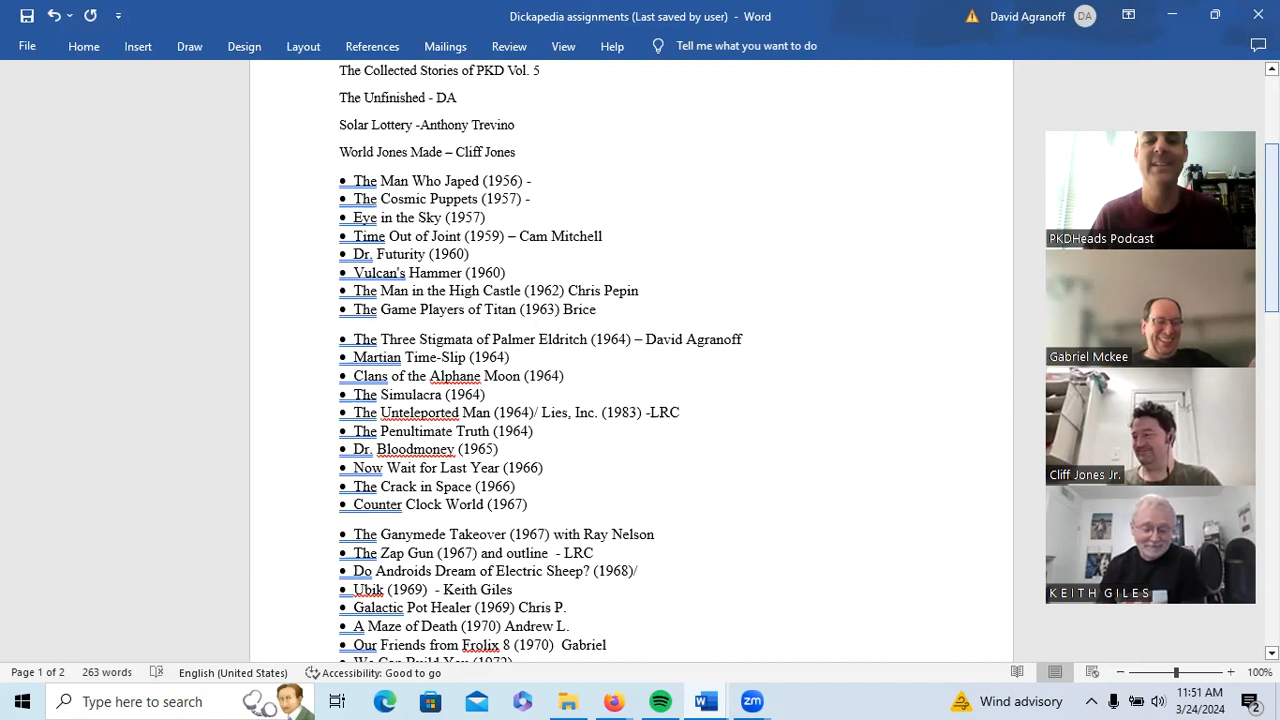 Dickapedia assignments (Last saved by user) - Word
David Agranoff
DA
File Home Insert Draw Design Layout References Mailings Review View Help Tell me what you want to do
The Collected Stories of PKD Vol. 5
The Unfinished - DA
Solar Lottery -Anthony Trevino
World Jones Made – Cliff Jones
• The Man Who Japed (1956) -
• The Cosmic Puppets (1957) -
• Eye in the Sky (1957)
• Time Out of Joint (1959) – Cam Mitchell
• Dr. Futurity (1960)
• Vulcan's Hammer (1960)
• The Man in the High Castle (1962) Chris Pepin
• The Game Players of Titan (1963) Brice
• The Three Stigmata of Palmer Eldritch (1964) – David Agranoff
• Martian Time-Slip (1964)
• Clans of the Alphane Moon (1964)
• The Simulacra (1964)
• The Unteleported Man (1964)/ Lies, Inc. (1983) -LRC
• The Penultimate Truth (1964)
• Dr. Bloodmoney (1965)
• Now Wait for Last Year (1966)
• The Crack in Space (1966)
• Counter Clock World (1967)
• The Ganymede Takeover (1967) with Ray Nelson
• The Zap Gun (1967) and outline - LRC
• Do Androids Dream of Electric Sheep? (1968)/
• Ubik (1969) - Keith Giles
• Galactic Pot Healer (1969) Chris P.
• A Maze of Death (1970) Andrew L.
• Our Friends from Frolix 8 (1970) Gabriel
• We Can Build You (1972)
PKDHeads Podcast
Gabriel Mckee
Cliff Jones Jr.
KEITH GILES
Page 1 of 2 263 words English (United States) Accessibility: Good to go 100%
Type here to search
Wind advisory
11:51 AM
3/24/2024
2